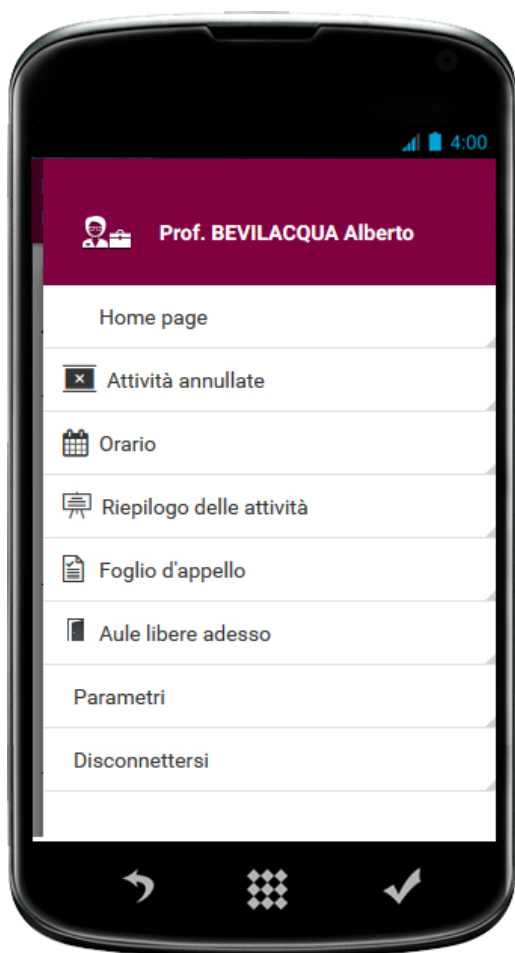 4:00
Prof. BEVILACQUA Alberto
Home page
Attività annullate
Orario
Riepilogo delle attività
Foglio d'appello
Aule libere adesso
Parametri
Disconnettersi